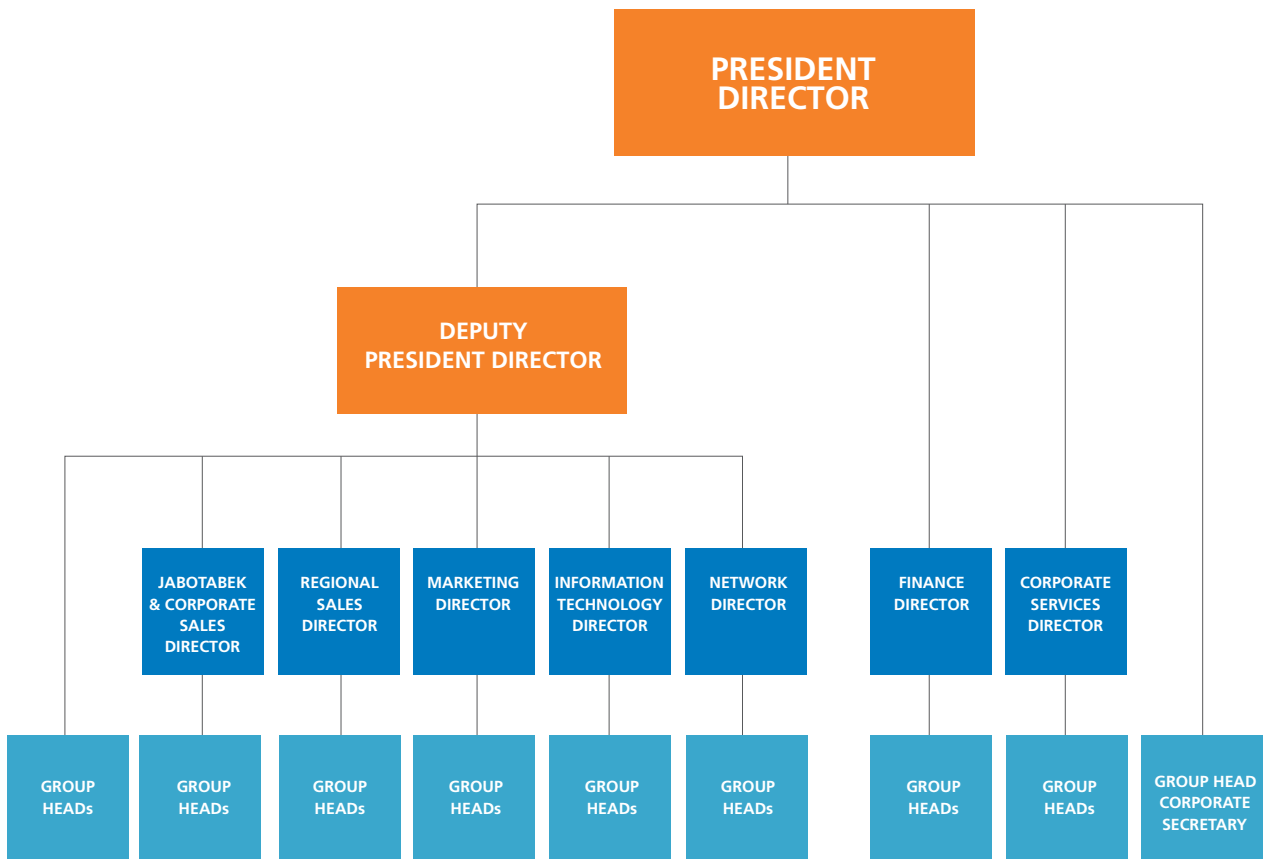 PRESIDENT
DIRECTOR
DEPUTY
PRESIDENT DIRECTOR
JABOTABEK
& CORPORATE
SALES
DIRECTOR
REGIONAL
SALES
DIRECTOR
MARKETING
DIRECTOR
INFORMATION
TECHNOLOGY
DIRECTOR
NETWORK
DIRECTOR
FINANCE
DIRECTOR
CORPORATE
SERVICES
DIRECTOR
GROUP
HEADs
GROUP
HEADs
GROUP
HEADs
GROUP
HEADs
GROUP
HEADs
GROUP
HEADs
GROUP
HEADs
GROUP
HEADs
GROUP HEAD
CORPORATE
SECRETARY